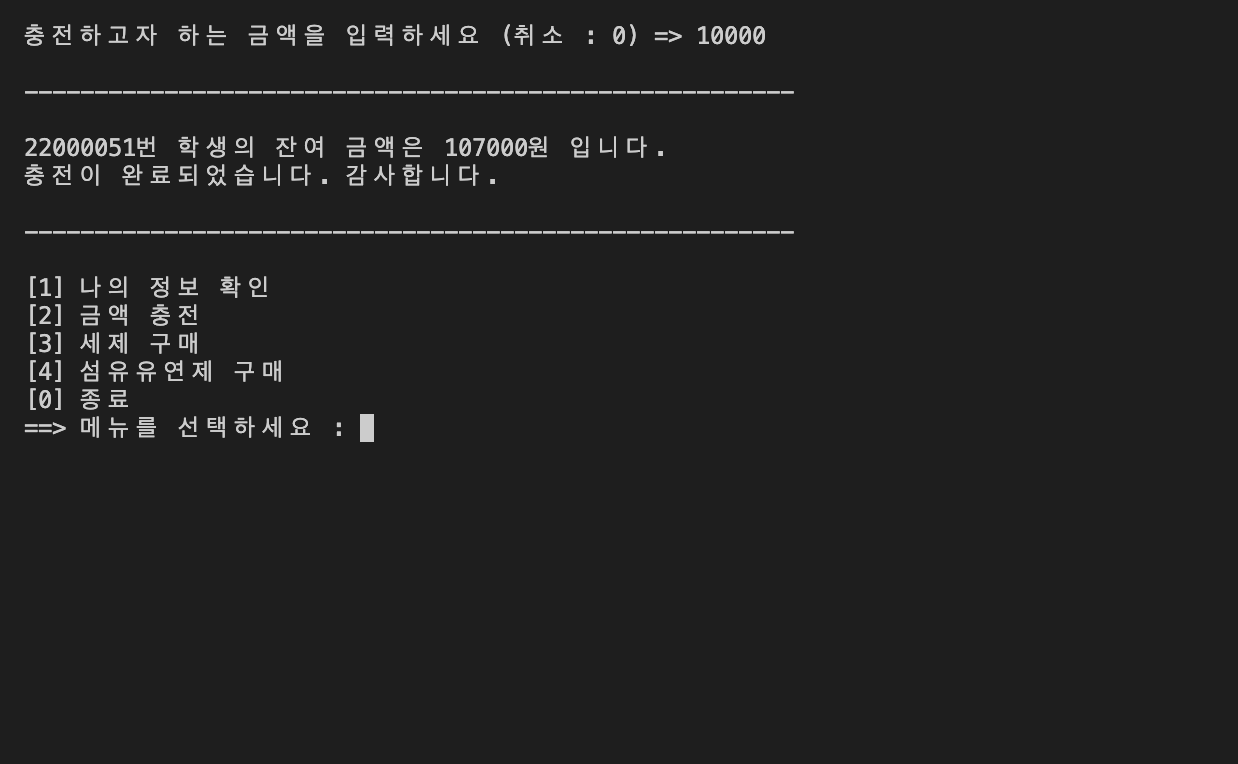 충전하고자 하는 금액을 입력하세요 (취소 : 0) => 10000
-------------------------------------------------------
22000051번 학생의 잔여 금액은 107000원 입니다.
충전이 완료되었습니다. 감사합니다.
-------------------------------------------------------
[1] 나의 정보 확인
[2] 금액 충전
[3] 세제 구매
[4] 섬유유연제 구매
[0] 종료
==> 메뉴를 선택하세요 :